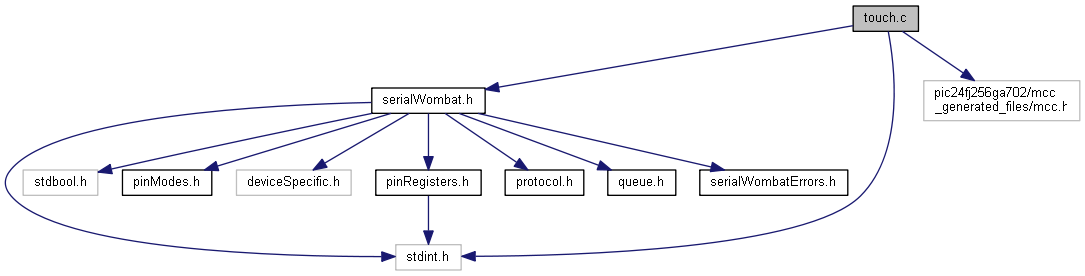 touch.c
serialWombat.h
pic24fj256ga702/mcc
_generated_files/mcc.h
stdbool.h
pinModes.h
deviceSpecific.h
pinRegisters.h
protocol.h
queue.h
serialWombatErrors.h
stdint.h